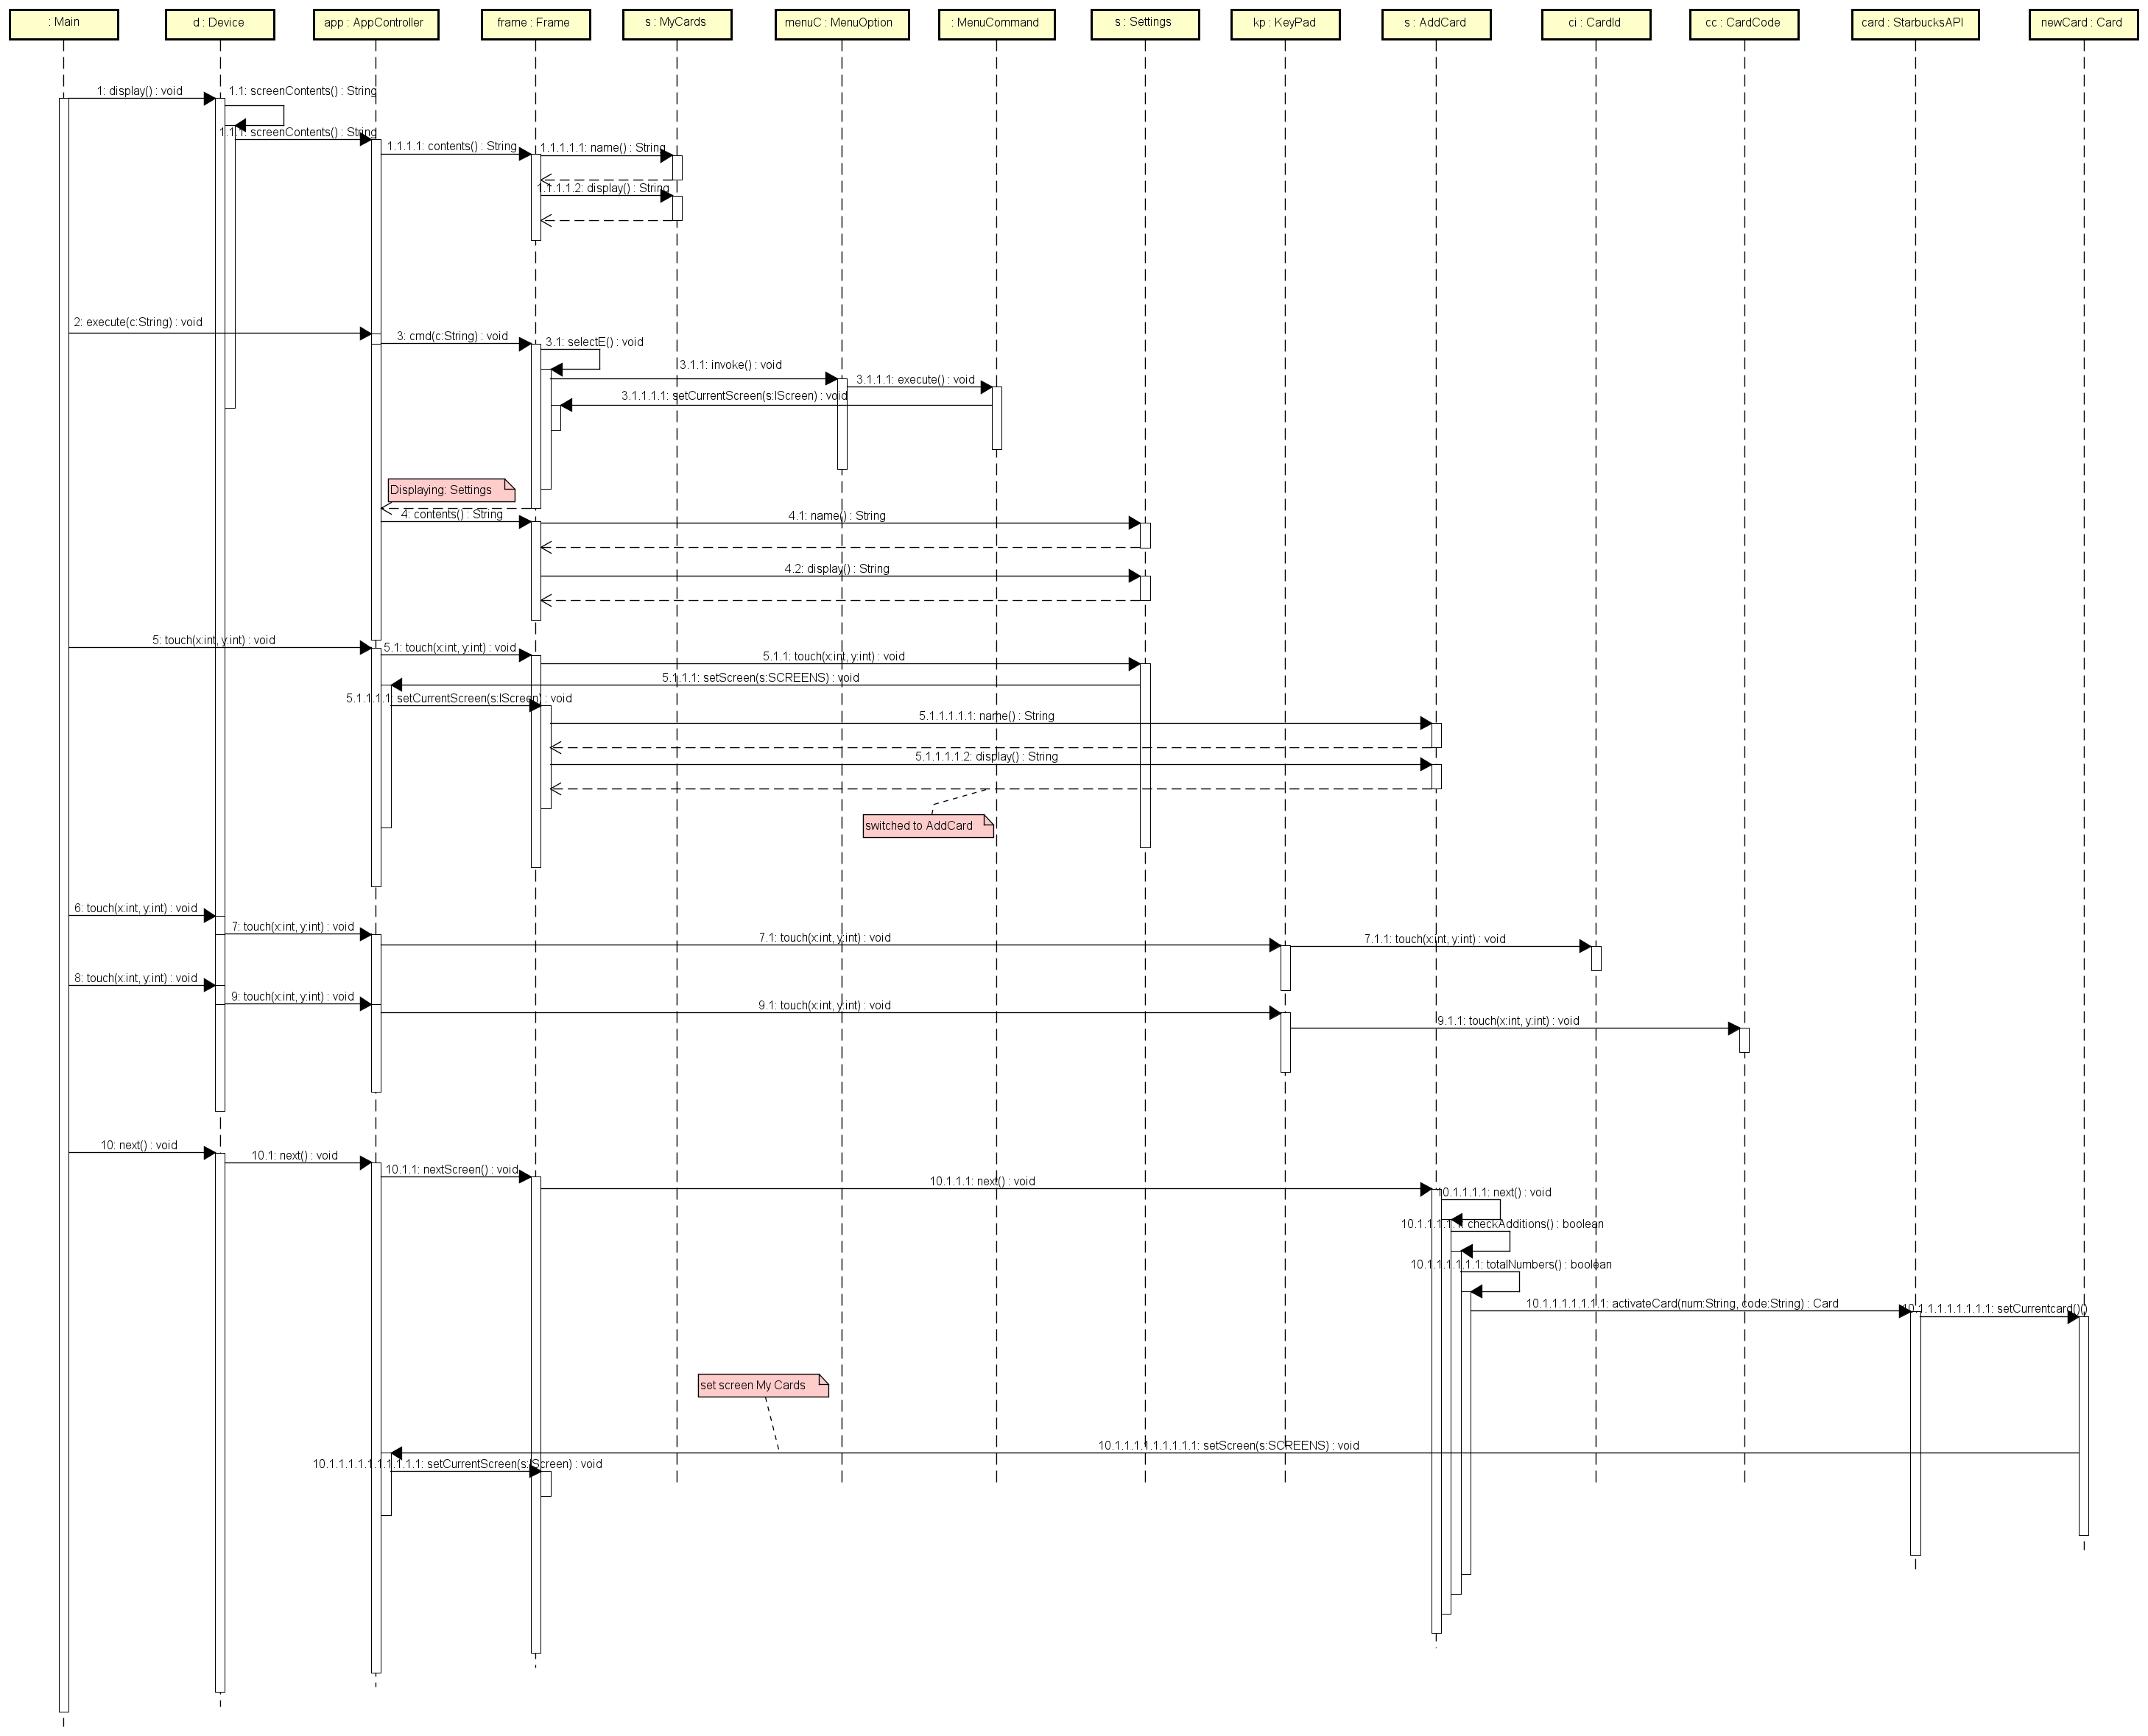 : Main
d : Device
app : AppController
frame : Frame
s : MyCards
menuC : MenuOption
: MenuCommand
s : Settings
kp : KeyPad
s : AddCard
ci : CardId
cc : CardCode
card : StarbucksAPI
newCard : Card
1: display() : void
1.1: screenContents() : String
1.1.1: screenContents() : String
1.1.1.1: contents() : String
1.1.1.1.1: name() : String
1.1.1.1.2: display() : String
2: execute(c:String) : void
3: cmd(c:String) : void
3.1: selectE() : void
3.1.1: invoke() : void
3.1.1.1: execute() : void
3.1.1.1.1: setCurrentScreen(s:IScreen) : void
Displaying: Settings
4: contents() : String
4.1: name() : String
4.2: display() : String
5: touch(x:int, y:int) : void
5.1: touch(x:int, y:int) : void
5.1.1: touch(x:int, y:int) : void
5.1.1.1: setScreen(s:SCREENS) : void
5.1.1.1.1: setCurrentScreen(s:IScreen) : void
5.1.1.1.1.1: name() : String
5.1.1.1.1.2: display() : String
switched to AddCard
6: touch(x:int, y:int) : void
7: touch(x:int, y:int) : void
7.1: touch(x:int, y:int) : void
7.1.1: touch(x:int, y:int) : void
8: touch(x:int, y:int) : void
9: touch(x:int, y:int) : void
9.1: touch(x:int, y:int) : void
9.1.1: touch(x:int, y:int) : void
10: next() : void
10.1: next() : void
10.1.1: nextScreen() : void
10.1.1.1: next() : void
10.1.1.1.1: next() : void
10.1.1.1.1.1: checkAdditions() : boolean
10.1.1.1.1.1.1: totalNumbers() : boolean
10.1.1.1.1.1.1.1: activateCard(num:String, code:String) : Card
10.1.1.1.1.1.1.1.1: setCurrentcard()()
set screen My Cards
10.1.1.1.1.1.1.1.1.1: setScreen(s:SCREENS) : void
10.1.1.1.1.1.1.1.1.1.1: setCurrentScreen(s:IScreen) : void